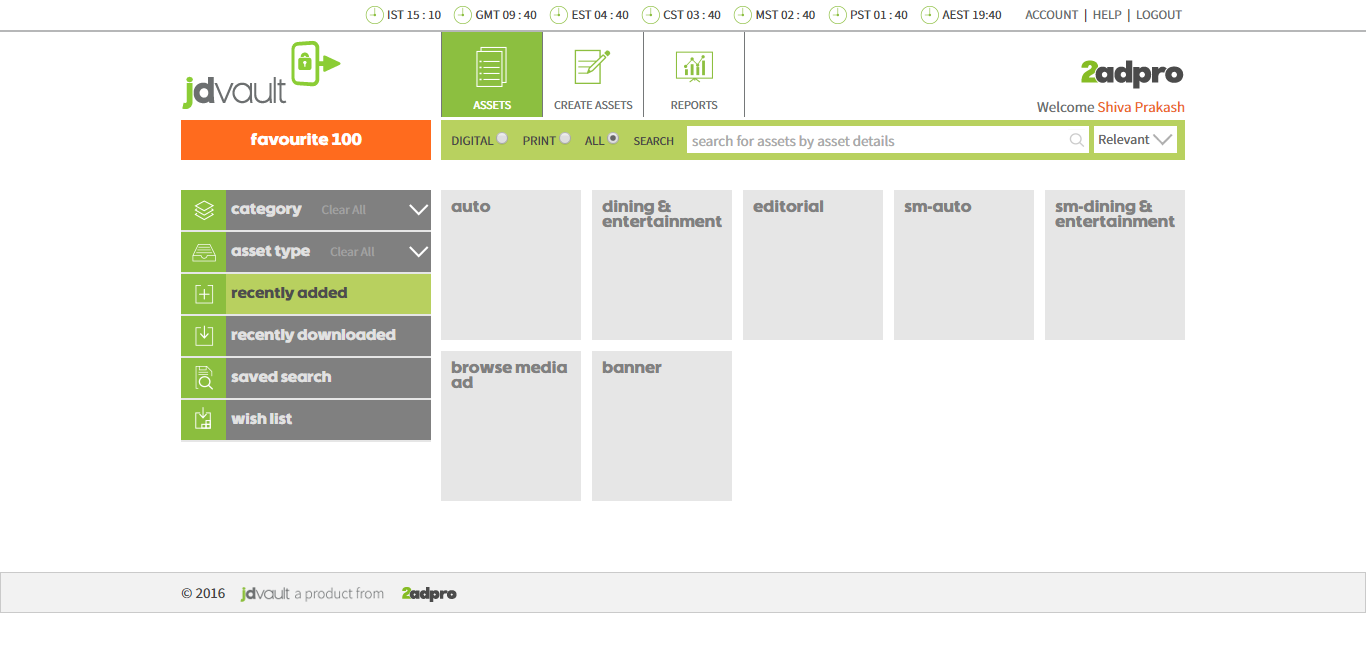 IST 15 : 10 GMT 09 : 40 EST 04 : 40 CST 03 : 40 MST 02 : 40 PST 01 : 40 AEST 19:40 ACCOUNT | HELP | LOGOUT
jdvault
ASSETS
CREATE ASSETS
REPORTS
2adpro
Welcome Shiva Prakash
favourite 100
DIGITAL PRINT ALL SEARCH search for assets by asset details Relevant
category Clear All
asset type Clear All
recently added
recently downloaded
saved search
wish list
auto
dining &
entertainment
editorial
sm-auto
sm-dining &
entertainment
browse media
ad
banner
© 2016 jdvault a product from 2adpro